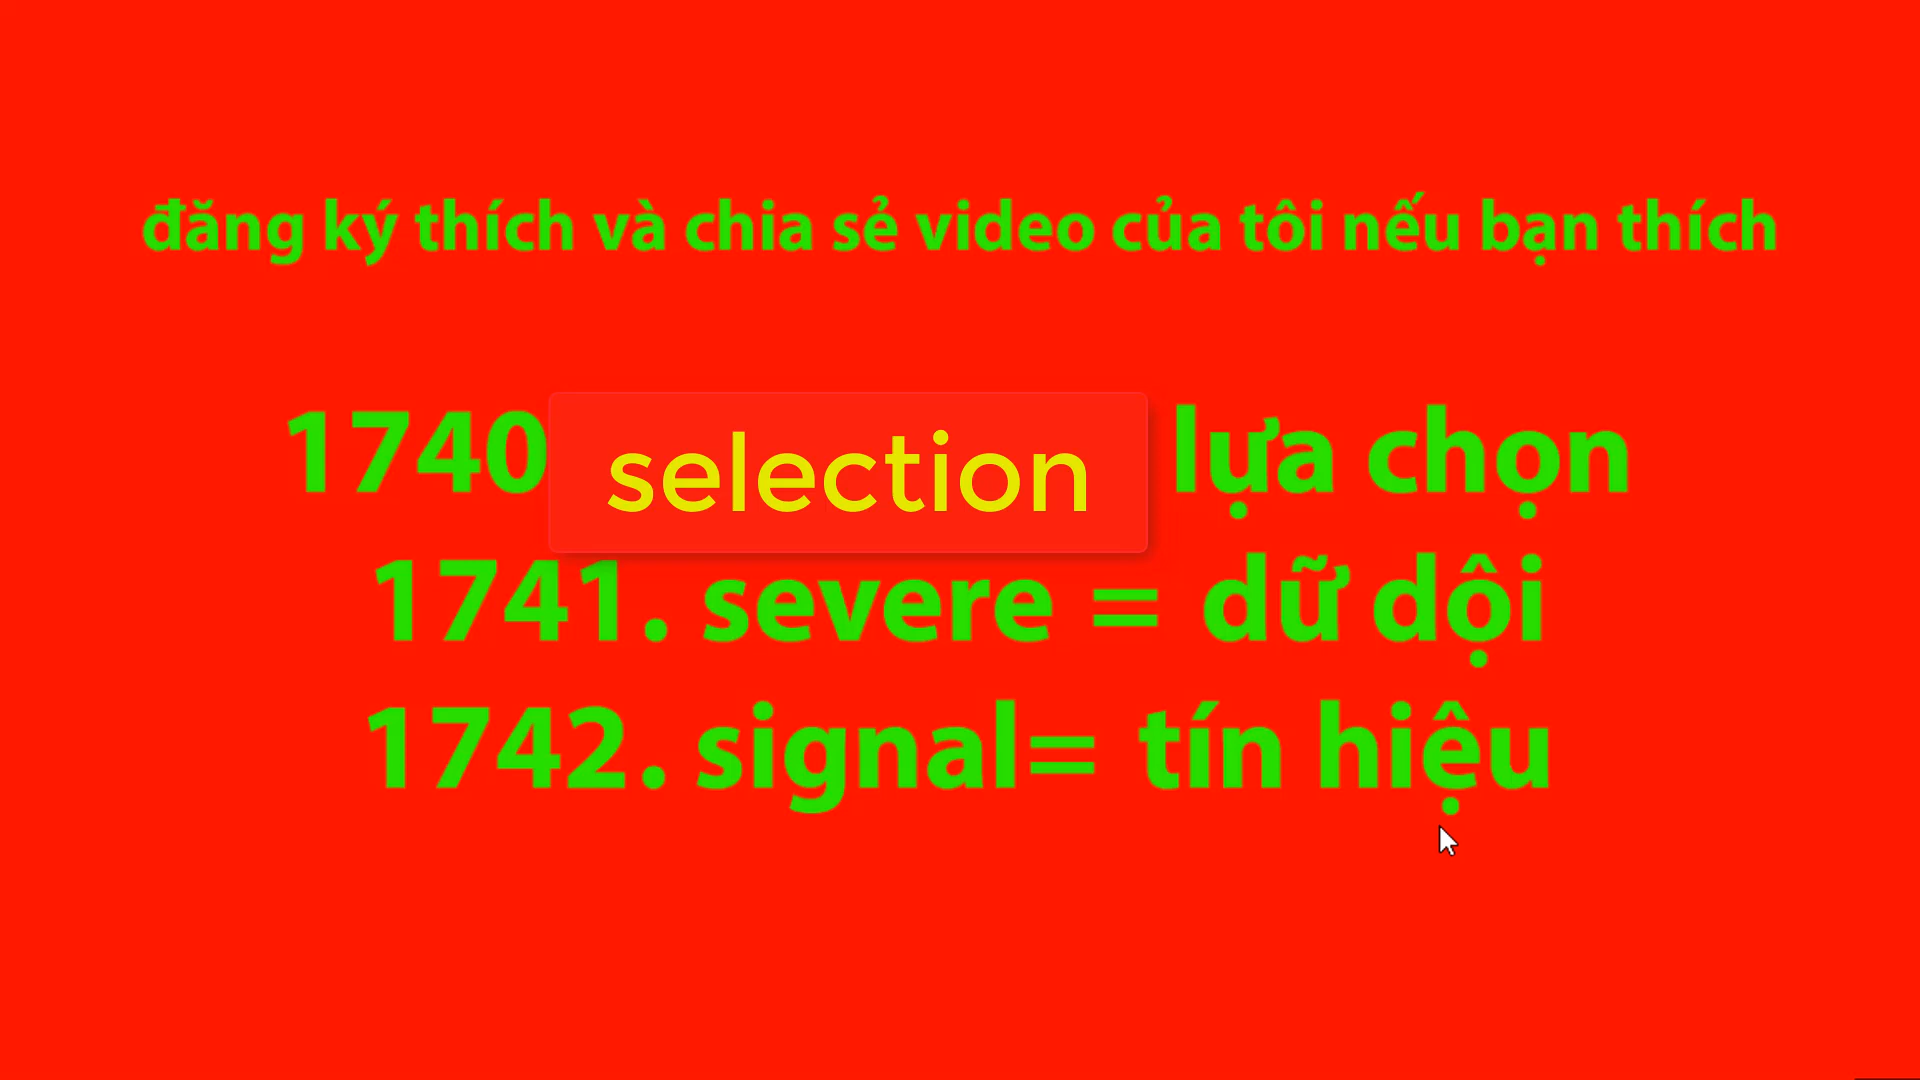 đăng ký thích và chia sẻ video của tôi nếu bạn thích
1740 selection lựa chọn
1741. severe = dữ dội
1742. signal= tín hiệu